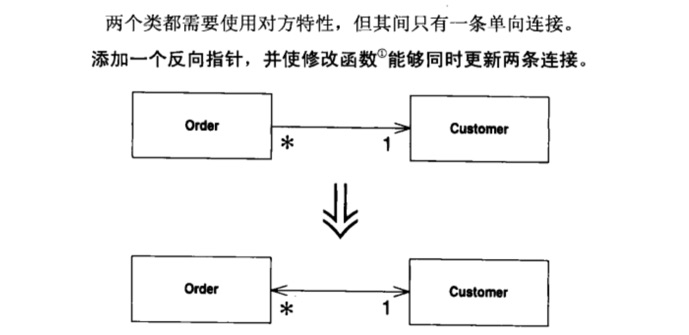 两个类都需要使用对方特性，但其间只有一条单向连接。
添加一个反向指针，并使修改函数①能够同时更新两条连接。
Order
Customer
* 1
Order
Customer
* 1